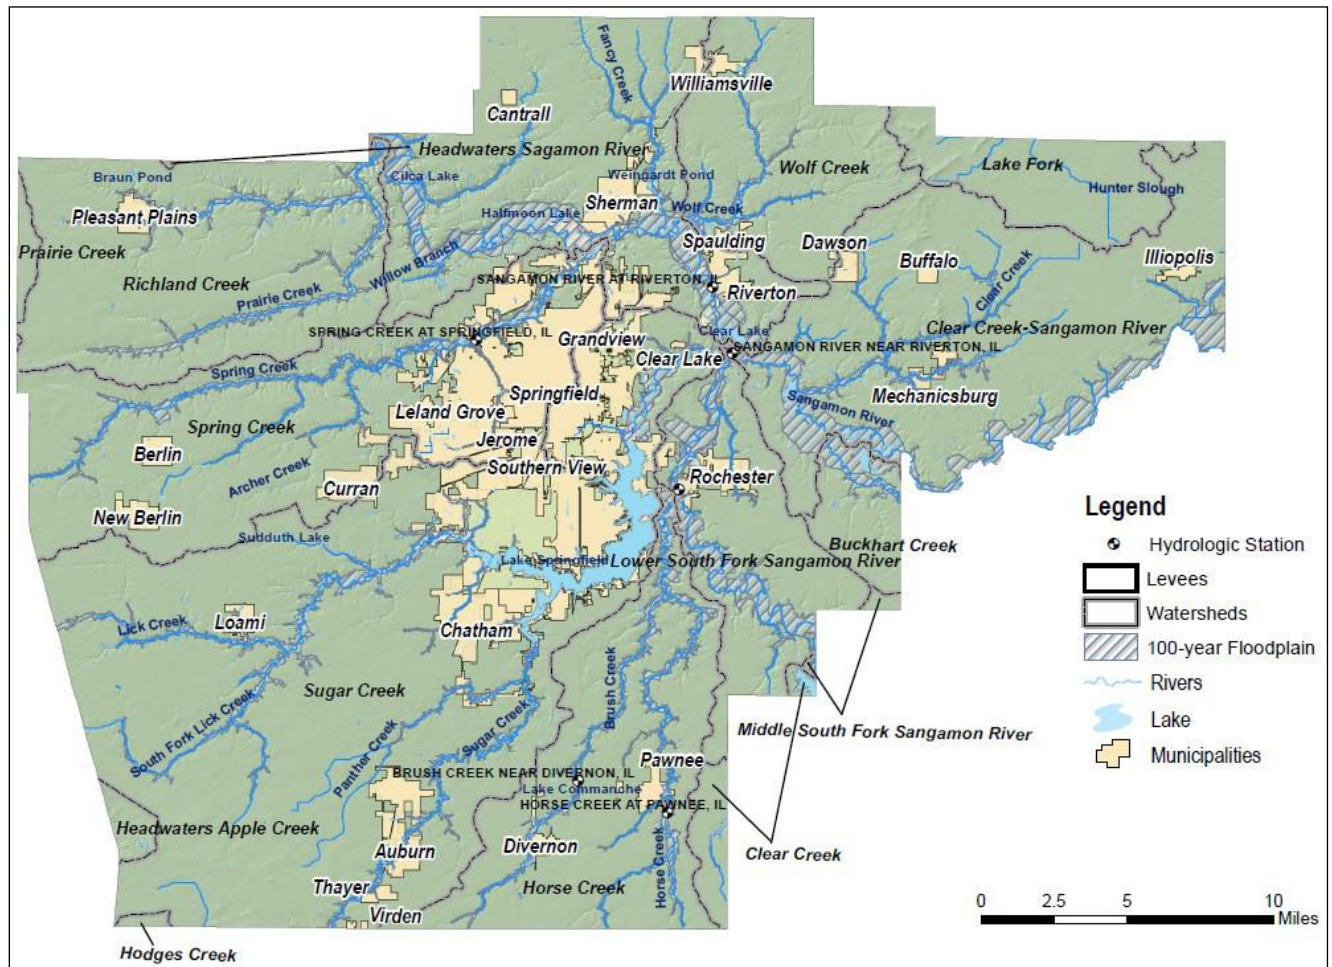 Fancy Creek
Williamsville
Cantrall
Headwaters Sagamon River
Wolf Creek
Lake Fork
Braun Pond
Cilca Lake
Weingardt Pond
Hunter Slough
Pleasant Plains
Halfmoon Lake
Sherman
Wolf Creek
Prairie Creek
Spaulding
Dawson
Buffalo
Illiopolis
Richland Creek
Willow Branch
SANGAMON RIVER AT RIVERTON, IL
Riverton
Clear Creek
Prairie Creek
SPRING CREEK AT SPRINGFIELD, IL
Grandview
Clear Lake
Clear Creek-Sangamon River
Clear Lake
SANGAMON RIVER NEAR RIVERTON, IL
Spring Creek
Springfield
Mechanicsburg
Leland Grove
Sangamon River
Spring Creek
Jerome
Berlin
Archer Creek
Southern View
Curran
Rochester
New Berlin
Sudduth Lake
Buckhart Creek
Lake Springfield
Lower South Fork Sangamon River
Lick Creek
Loami
Chatham
Sugar Creek
South Fork Lick Creek
Panther Creek
Sugar Creek
Brush Creek
Middle South Fork Sangamon River
Pawnee
BRUSH CREEK NEAR DIVERNON, IL
Lake Commanche
HORSE CREEK AT PAWNEE, IL
Headwaters Apple Creek
Auburn
Divernon
Clear Creek
Thayer
Horse Creek
Horse Creek
Virden
Hodges Creek
Legend
Hydrologic Station
Levees
Watersheds
100-year Floodplain
Rivers
Lake
Municipalities
0 2.5 5 10
Miles